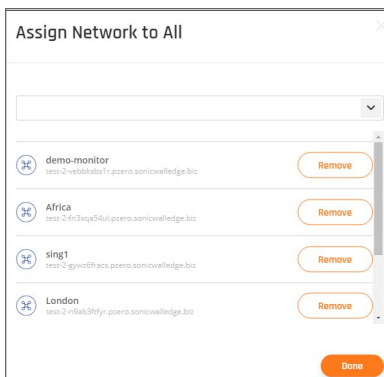 Assign Network to All
demo-monitor
Remove
test-2-vebbksbs1r.pzero.sonicwalledge.biz
Africa
Remove
test-2-fn3xqa54ul.pzero.sonicwalledge.biz
sing1
Remove
test-2-gywz6fracs.pzero.sonicwalledge.biz
London
Remove
test-2-n9ab3ftfyr.pzero.sonicwalledge.biz
Done